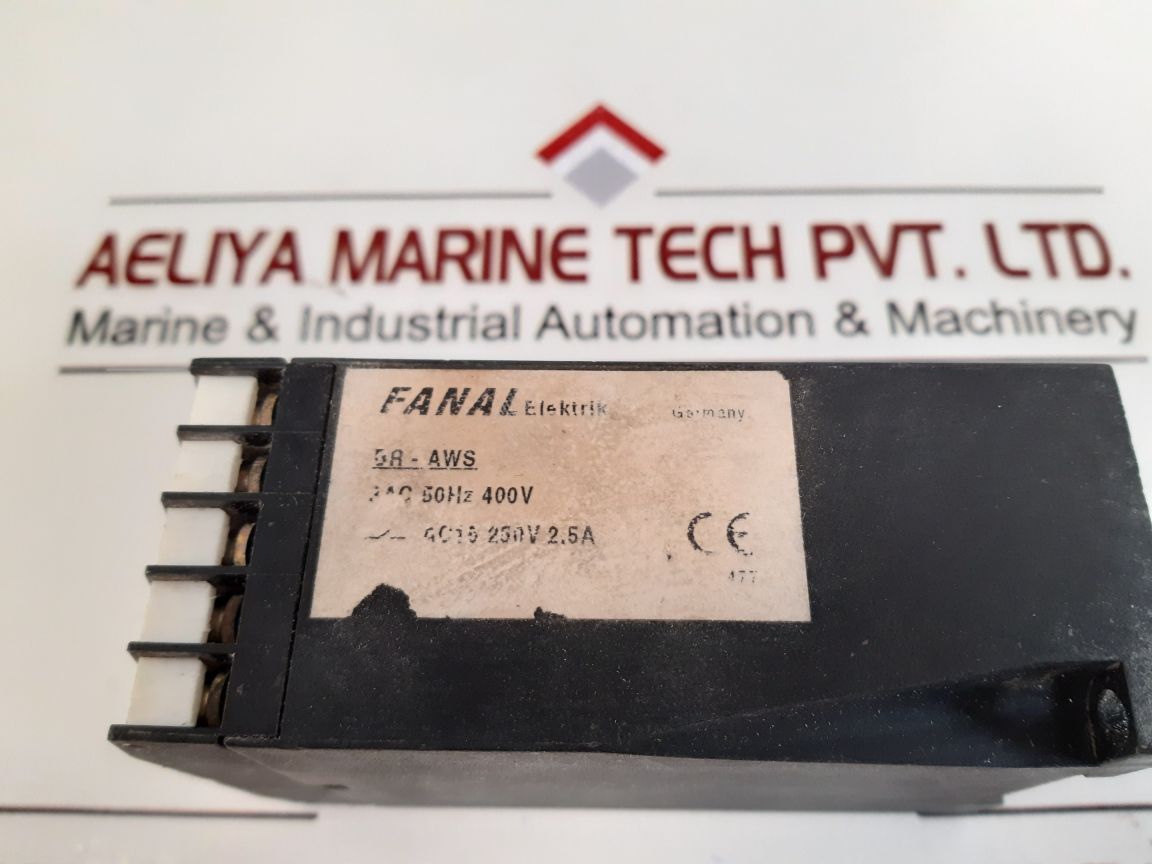 AELIYA MARINE TECH PVT. LTD.
Marine & Industrial Automation & Machinery
FANAL Elektrik Germany
AWS
50Hz 400V
250V 2,5A
CE
477